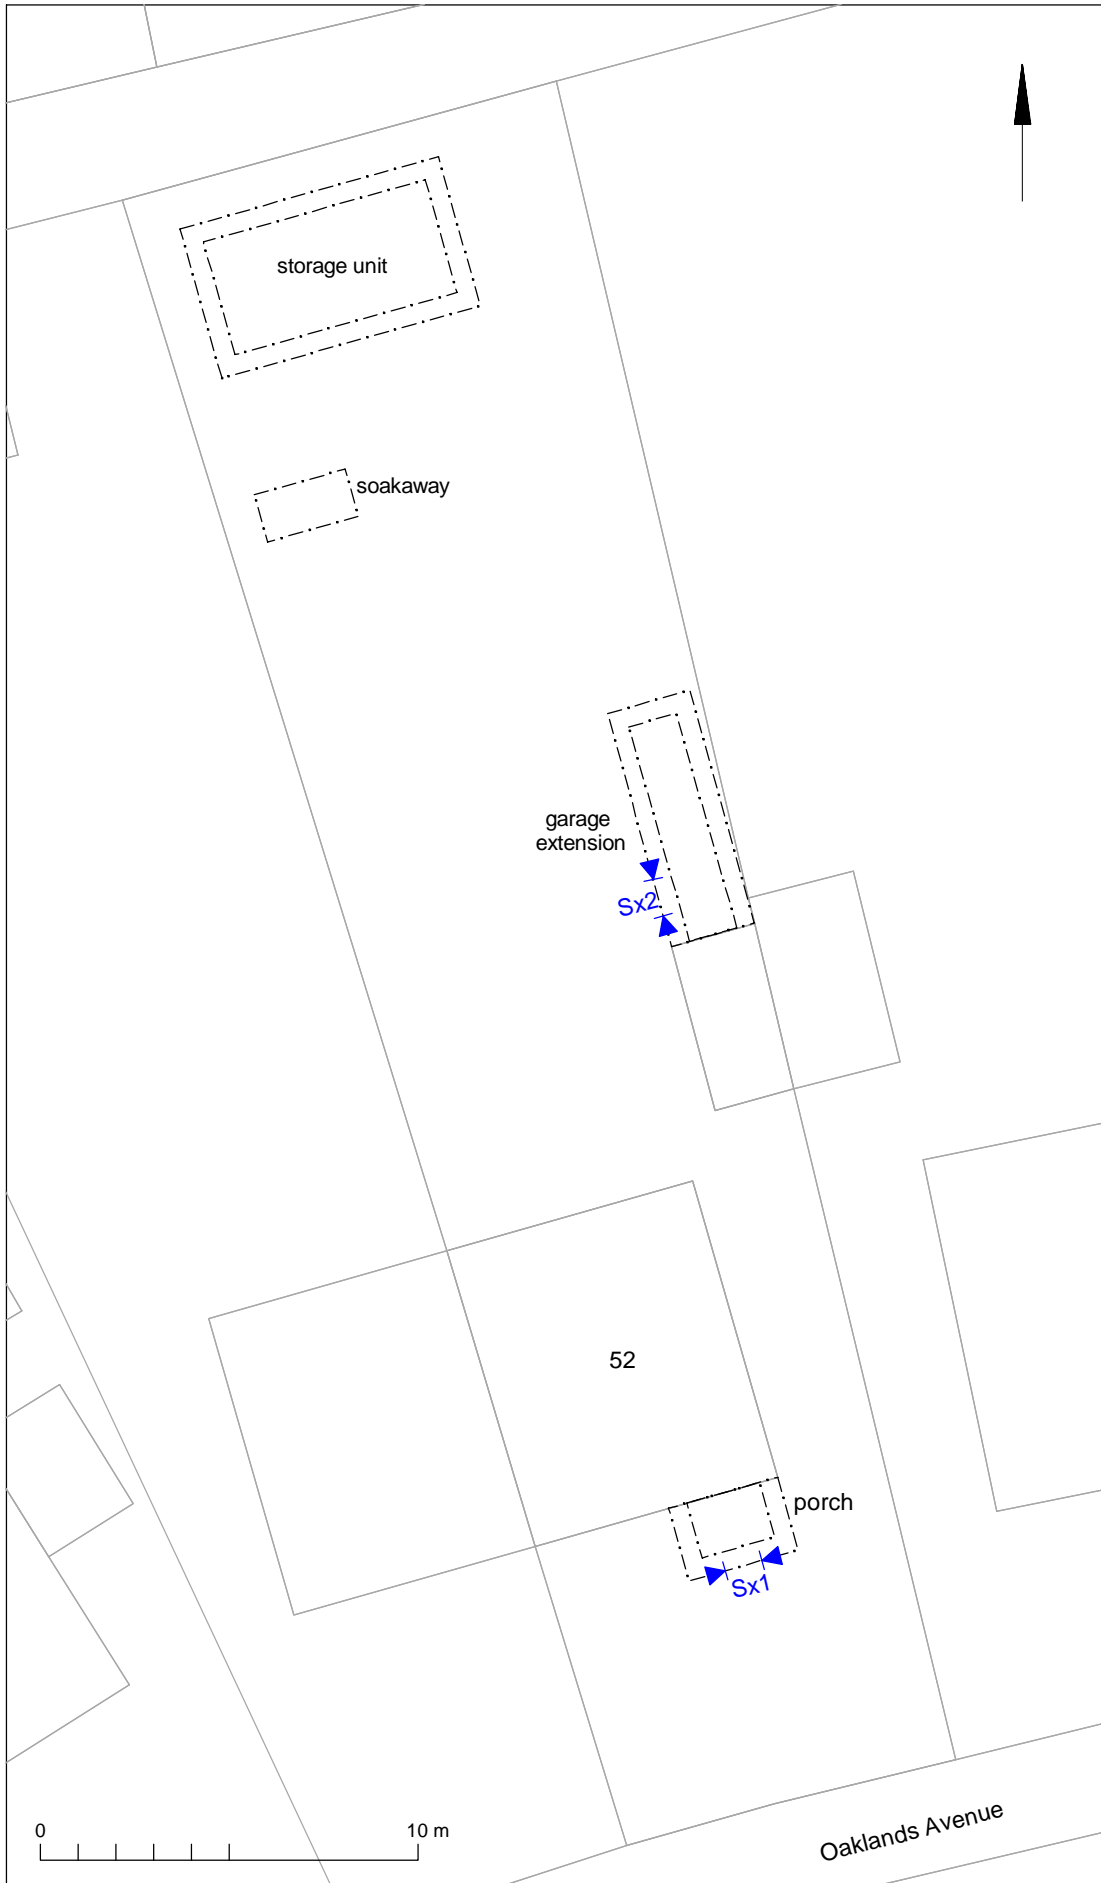 storage unit
soakaway
garage
extension
Sx2
52
porch
Sx1
0
10 m
Oaklands Avenue